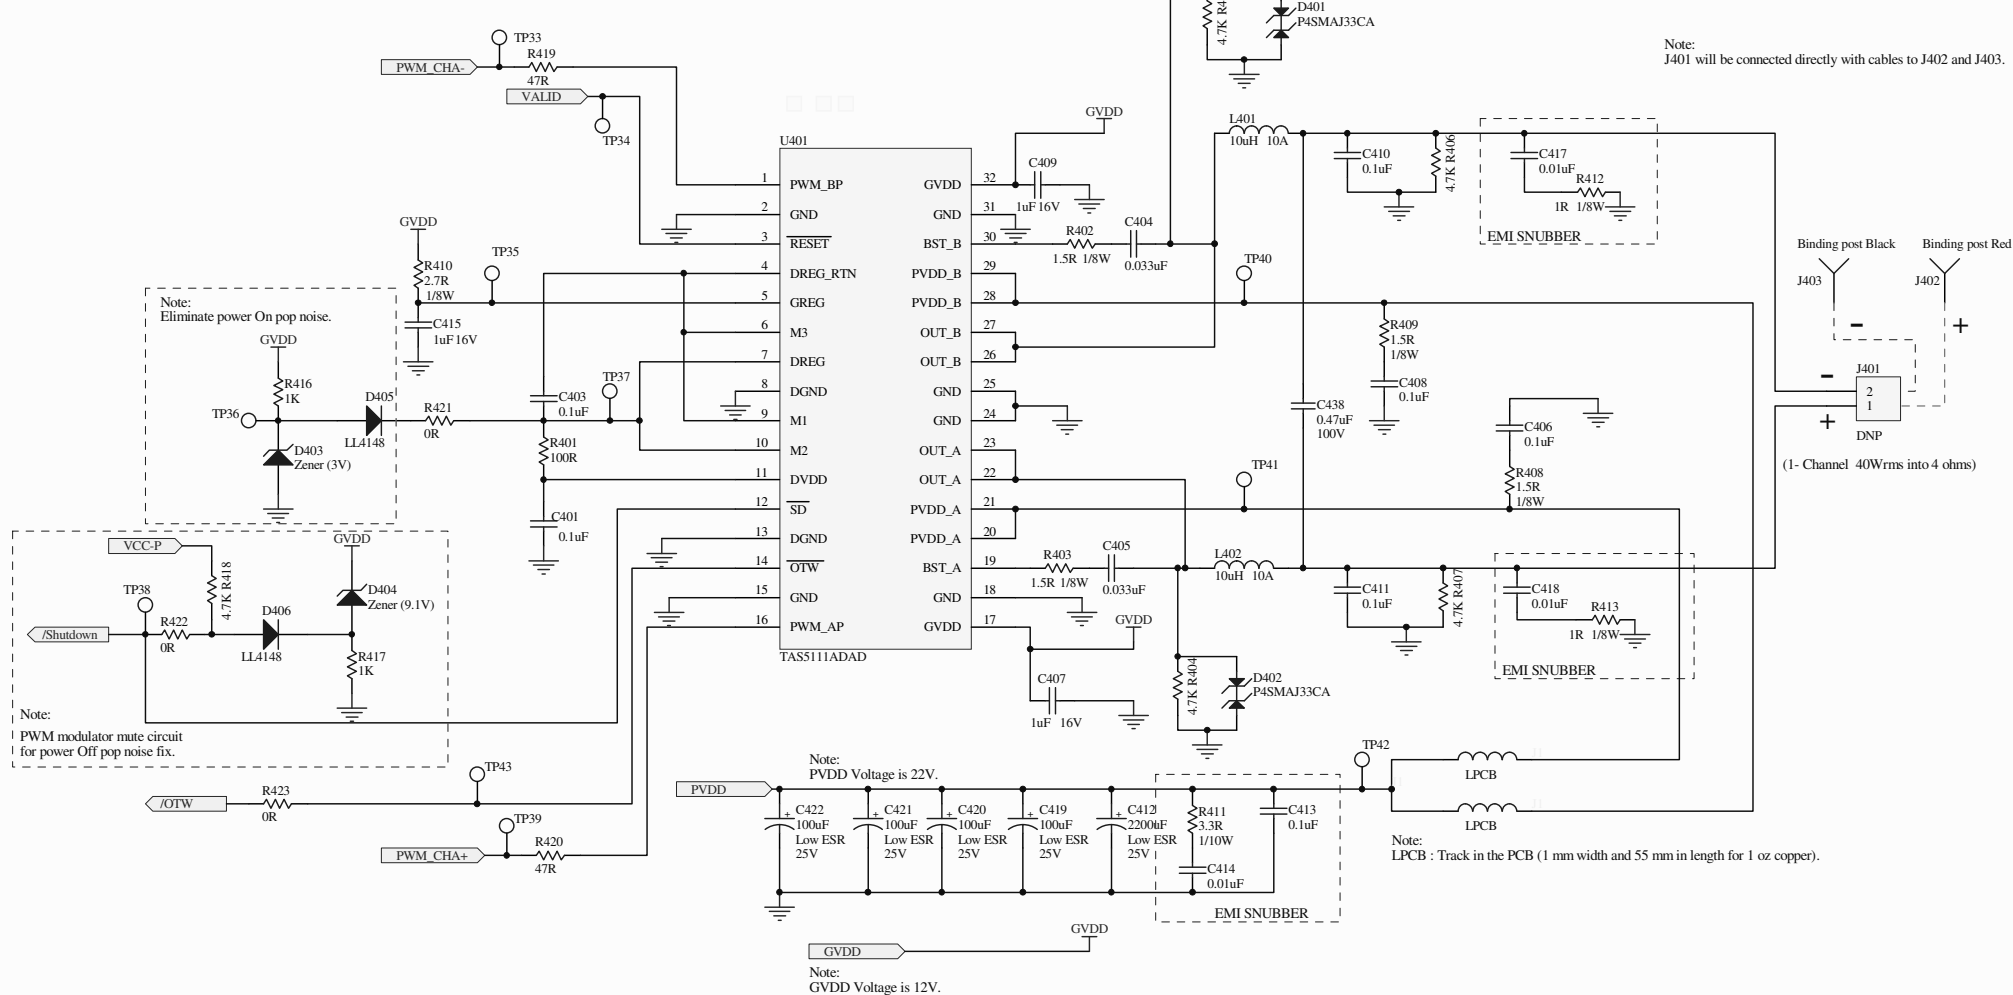 D401
P4SMAJ33CA
4.7K
Note:
J401 will be connected directly with cables to J402 and J403.
TP33
R419
PWM_CHA-
47R
VALID
TP34
GVDD
L401
10uH 10A
C410
0.1uF
4.7K R406
C417
0.01uF
R412
1R 1/8W
EMI SNUBBER
U401
1 PWM_BP
2 GND
3 RESET
4 DREG_RTN
5 GREG
6 M3
7 DREG
8 DGND
9 M1
10 M2
11 DVDD
12 SD
13 DGND
14 OTW
15 GND
16 PWM_AP
GVDD 32
GND 31
BST_B 30
PVDD_B 29
PVDD_B 28
OUT_B 27
OUT_B 26
GND 25
GND 24
OUT_A 23
OUT_A 22
PVDD_A 21
PVDD_A 20
BST_A 19
GND 18
GVDD 17
TAS5111ADAD
C409
1uF 16V
R402
1.5R 1/8W
C404
0.033uF
GVDD
R410
2.7R
1/8W
TP35
C415
1uF 16V
TP40
Binding post Black
Binding post Red
J403
J402
-
+
Note:
Eliminate power On pop noise.
GVDD
R416
1K
TP36
D405
LL4148
R421
0R
D403
Zener (3V)
C403
0.1uF
TP37
R401
100R
C401
0.1uF
R409
1.5R
1/8W
C408
0.1uF
C438
0.47uF
100V
C406
0.1uF
R408
1.5R
1/8W
TP41
-
J401
2
1
+
DNP
(1- Channel 40Wrms into 4 ohms)
VCC-P
GVDD
4.7K R418
TP38
R422
0R
/Shutdown
D406
LL4148
D404
Zener (9.1V)
R417
1K
Note:
PWM modulator mute circuit
for power Off pop noise fix.
R403
1.5R 1/8W
C405
0.033uF
L402
10uH 10A
C411
0.1uF
4.7K R407
C418
0.01uF
R413
1R 1/8W
EMI SNUBBER
GVDD
C407
1uF 16V
4.7K R404
D402
P4SMAJ33CA
TP43
R423
/OTW
0R
TP39
R420
PWM_CHA+
47R
Note:
PVDD Voltage is 22V.
PVDD
C422
100uF
Low ESR
25V
C421
100uF
Low ESR
25V
C420
100uF
Low ESR
25V
C419
100uF
Low ESR
25V
C412
2200uF
Low ESR
25V
R411
3.3R
1/10W
C414
0.01uF
C413
0.1uF
EMI SNUBBER
TP42
LPCB
LPCB
Note:
LPCB : Track in the PCB (1 mm width and 55 mm in length for 1 oz copper).
GVDD
GVDD
Note:
GVDD Voltage is 12V.